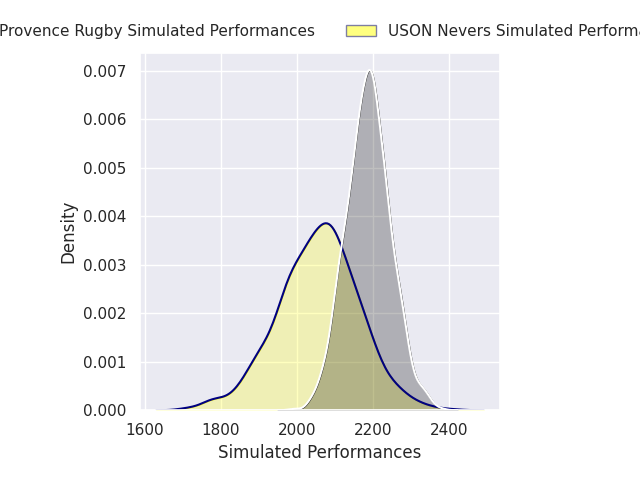 Provence Rugby Simulated Performances
USON Nevers Simulated
0.007
0.006
0.005
0.004
0.003
0.002
0.001
0.000
Density
1600 1800 2000 2200 2400
Simulated Performances